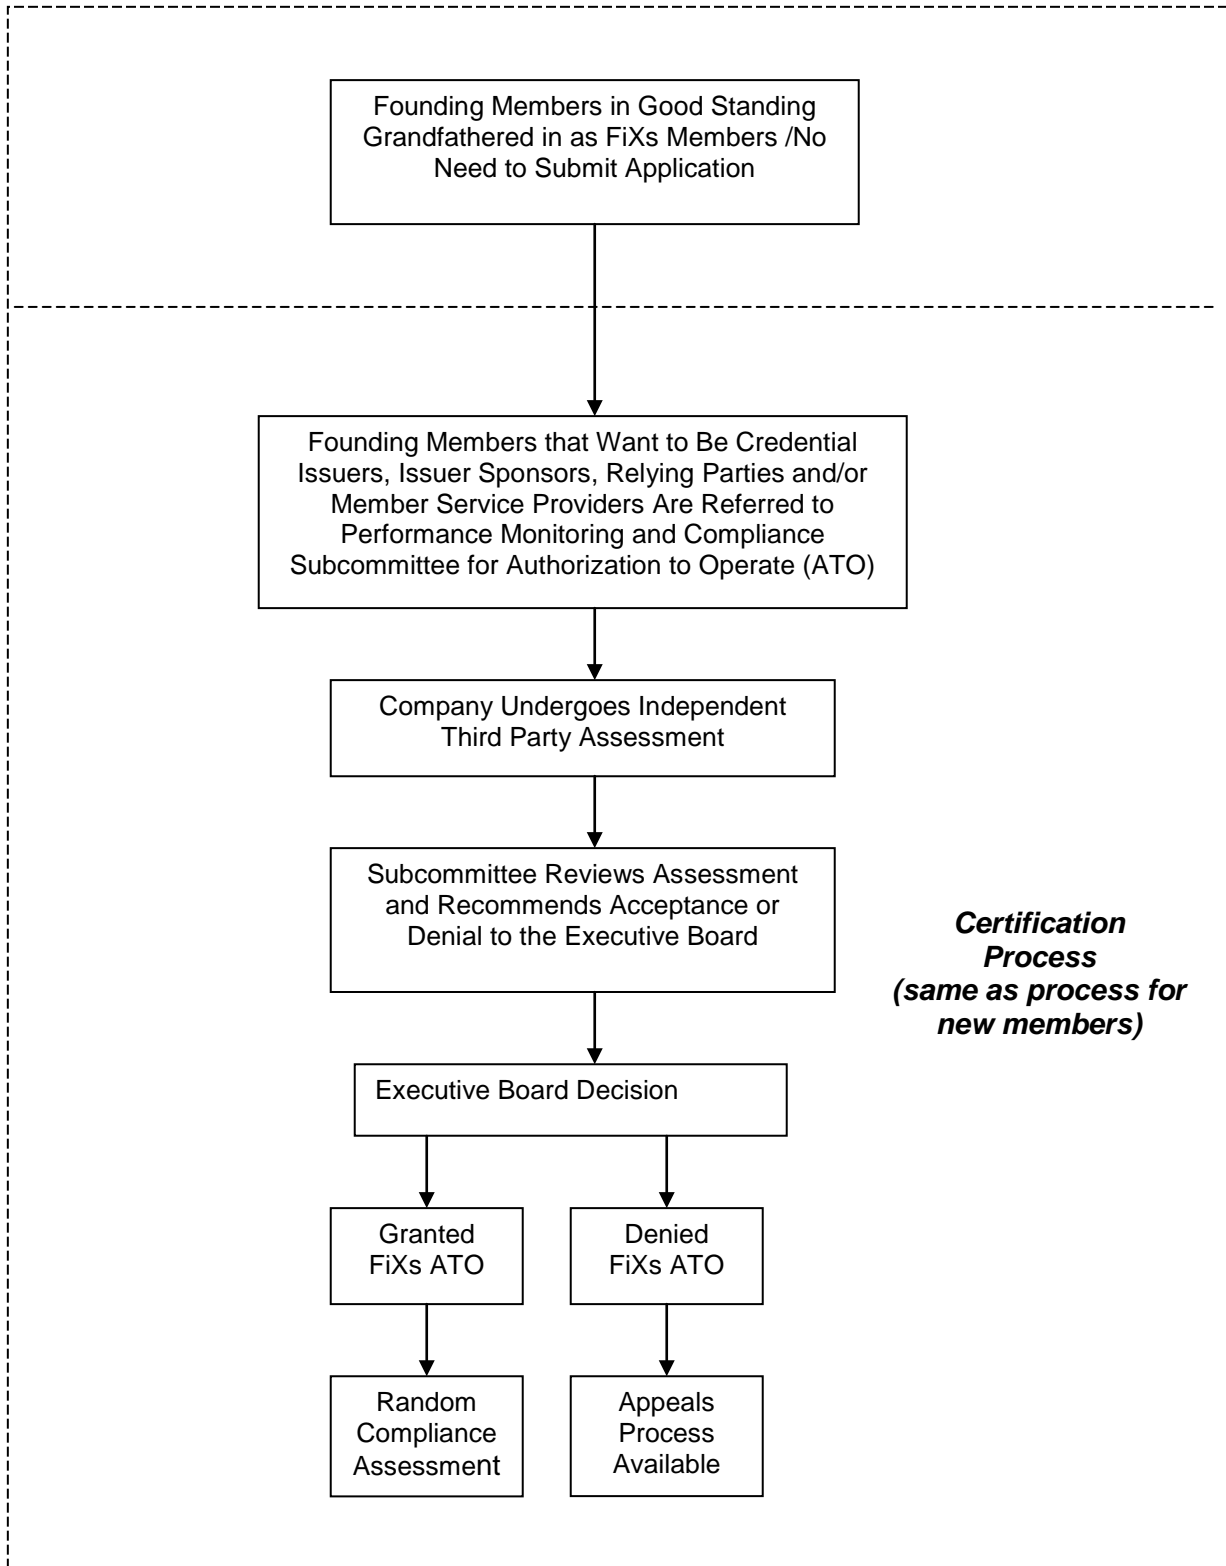 Founding Members in Good Standing
Grandfathered in as FiXs Members /No
Need to Submit Application
Founding Members that Want to Be Credential
Issuers, Issuer Sponsors, Relying Parties and/or
Member Service Providers Are Referred to
Performance Monitoring and Compliance
Subcommittee for Authorization to Operate (ATO)
Company Undergoes Independent
Third Party Assessment
Subcommittee Reviews Assessment
and Recommends Acceptance or
Denial to the Executive Board
Certification
Process
(same as process for
new members)
Executive Board Decision
Granted
FiXs ATO
Denied
FiXs ATO
Random
Compliance
Assessment
Appeals
Process
Available